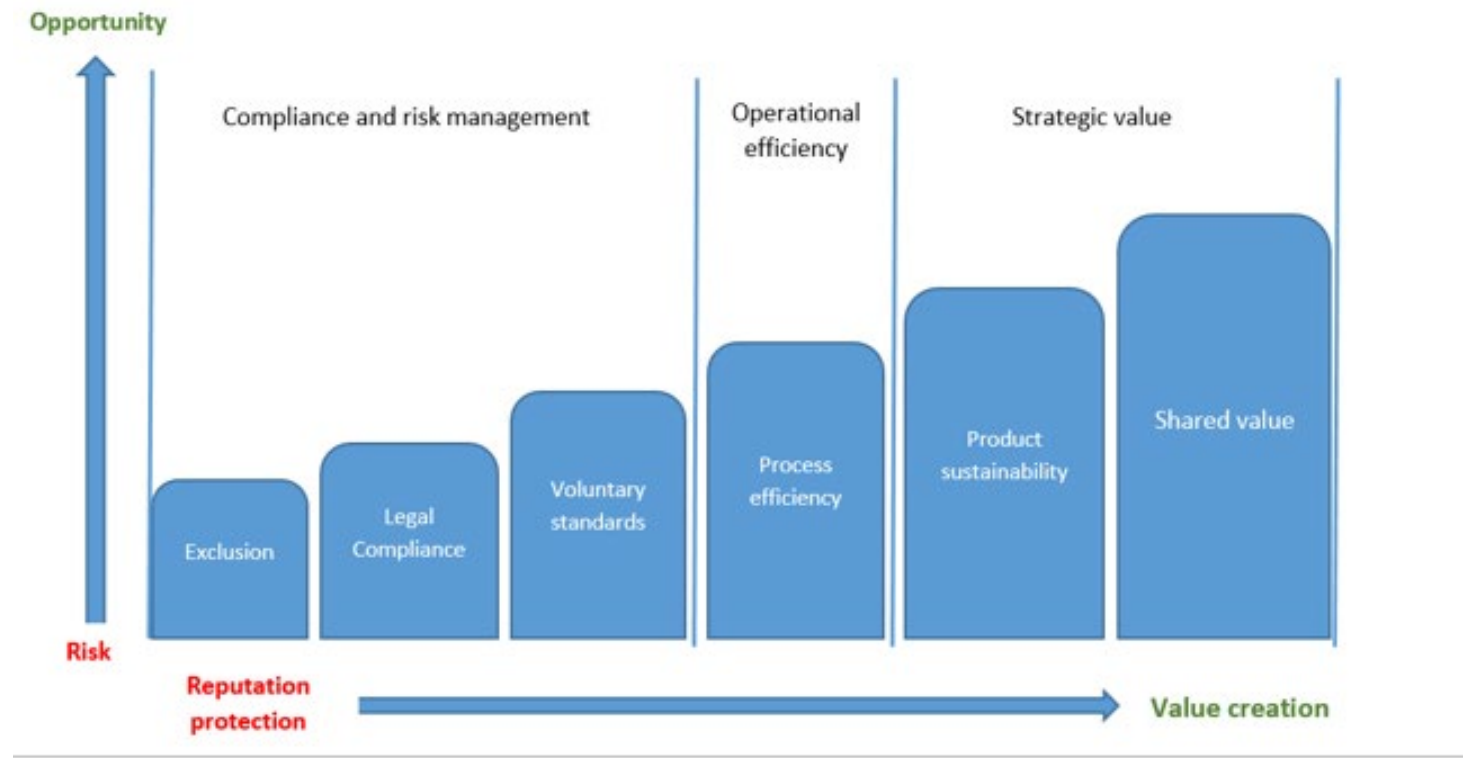 Opportunity
Compliance and risk management
Operational
efficiency
Strategic value
Exclusion
Legal
Compliance
Voluntary
standards
Process
efficiency
Product
sustainability
Shared value
Risk
Reputation
protection
Value creation